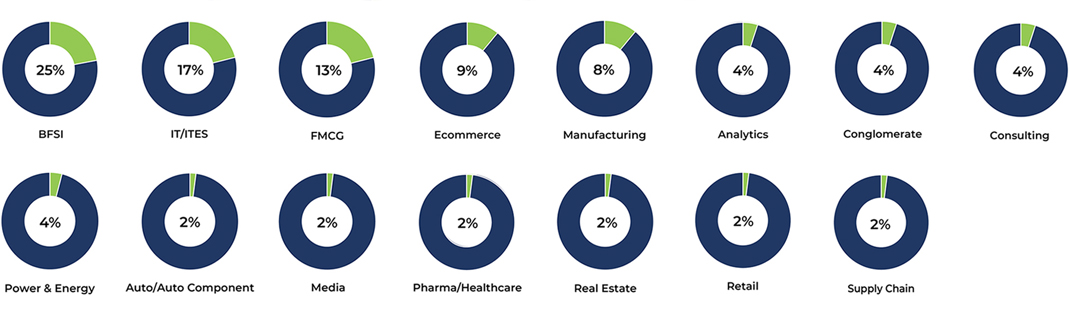 25%
17%
13%
9%
8%
4%
4%
4%
BFSI
IT/ITES
FMCG
Ecommerce
Manufacturing
Analytics
Conglomerate
Consulting
4%
2%
2%
2%
2%
2%
2%
Power & Energy
Auto/Auto Component
Media
Pharma/Healthcare
Real Estate
Retail
Supply Chain